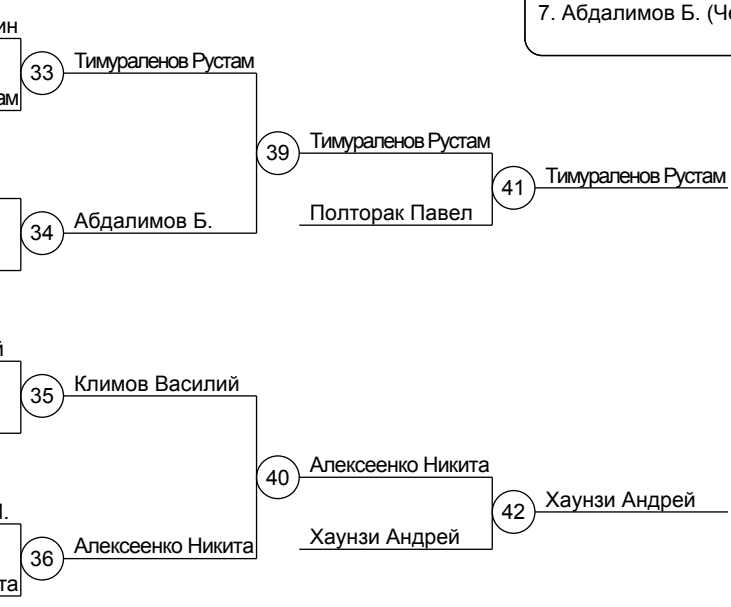 7. Абдалимов Б.
33 Тимураленов Рустам
39 Тимураленов Рустам
41 Тимураленов Рустам
Полторак Павел
34 Абдалимов Б.
35 Климов Василий
40 Алексеенко Никита
42 Хаунзи Андрей
Хаунзи Андрей
36 Алексеенко Никита